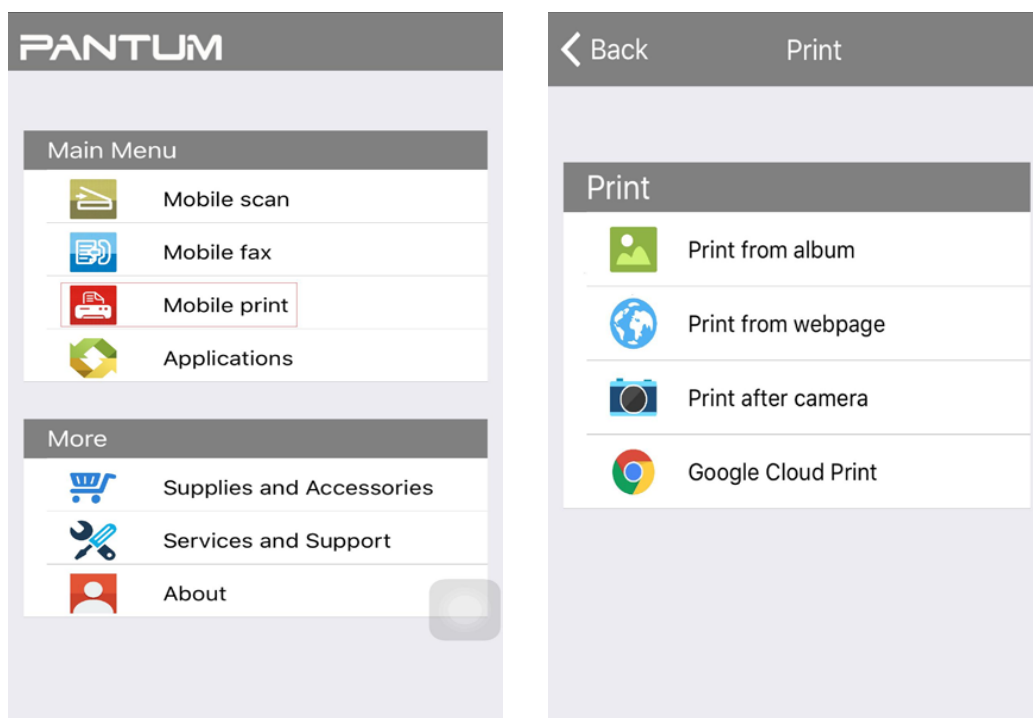 PANTUM
Main Menu
Mobile scan
Mobile fax
Mobile print
Applications
More
Supplies and Accessories
Services and Support
About
Back
Print
Print
Print from album
Print from webpage
Print after camera
Google Cloud Print